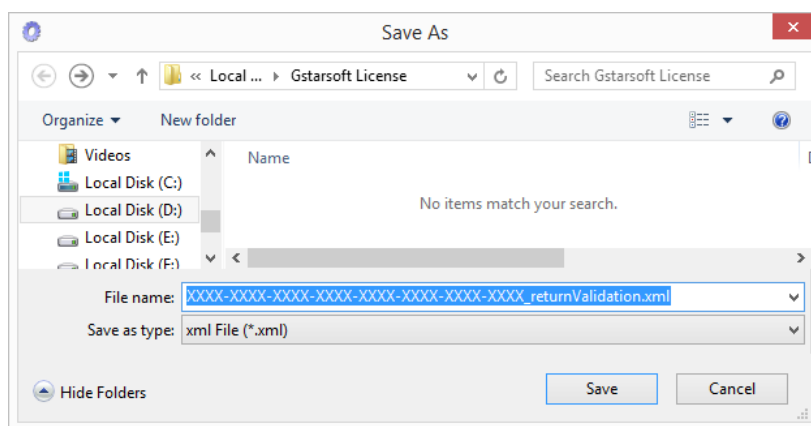 Save As
« Local ... Gstarsoft License
Search Gstarsoft License
Organize
New folder
Videos
Name
Local Disk (C:)
Local Disk (D:)
No items match your search.
Local Disk (E:)
Local Disk (F:)
File name: XXXX-XXXX-XXXX-XXXX-XXXX-XXXX-XXXX-XXXX_returnValidation.xml
Save as type: xml File (*.xml)
Hide Folders
Save
Cancel